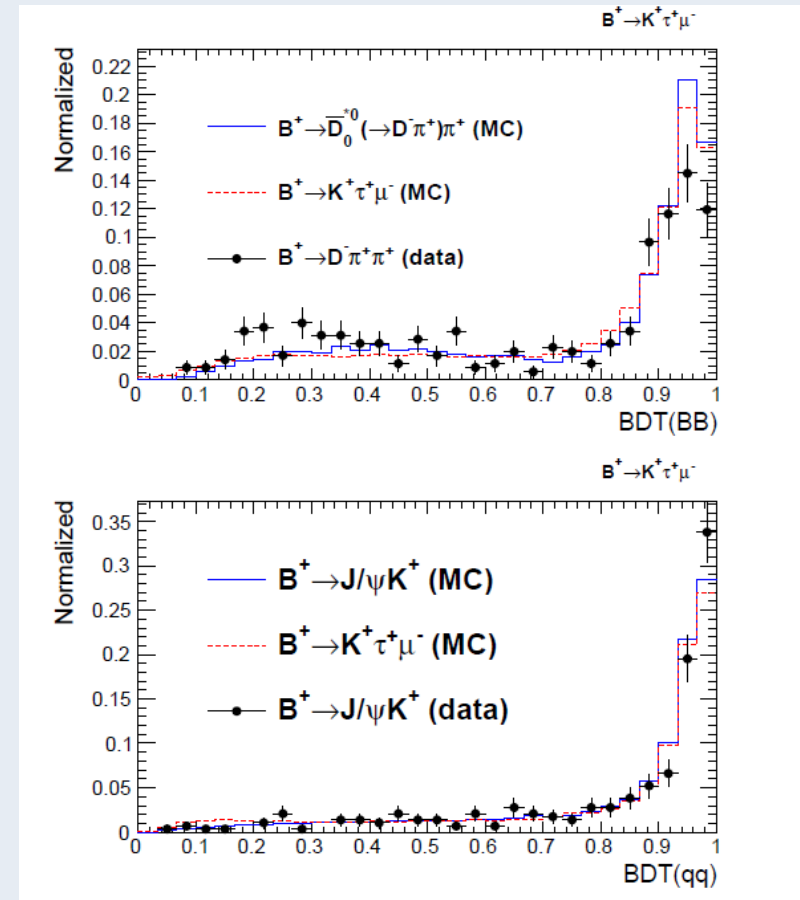 B⁺→K⁺τ⁺μ⁻
Normalized
0.22
0.2
0.18
0.16
0.14
0.12
0.1
0.08
0.06
0.04
0.02
0
B⁺→D̅₀*⁰(→D⁻π⁺)π⁺ (MC)
B⁺→K⁺τ⁺μ⁻ (MC)
B⁺→D⁻π⁺π⁺ (data)
0 0.1 0.2 0.3 0.4 0.5 0.6 0.7 0.8 0.9 1
BDT(BB)
B⁺→K⁺τ⁺μ⁻
Normalized
0.35
0.3
0.25
0.2
0.15
0.1
0.05
0
B⁺→J/ψK⁺ (MC)
B⁺→K⁺τ⁺μ⁻ (MC)
B⁺→J/ψK⁺ (data)
0 0.1 0.2 0.3 0.4 0.5 0.6 0.7 0.8 0.9 1
BDT(qq)